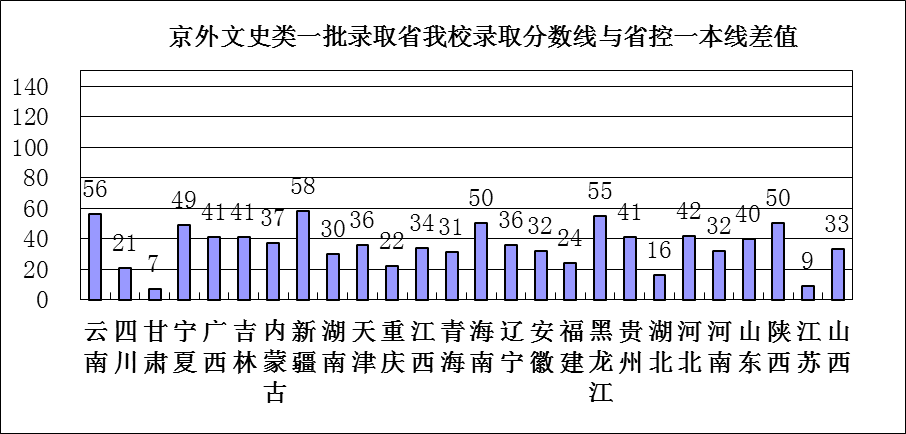 京外文史类一批录取省我校录取分数线与省控一本线差值
140
120
100
80
60
40
20
0
56
21
7
49
41
41
37
58
30
36
22
34
31
50
36
32
24
55
41
16
42
32
40
50
9
33
云南
四川
甘肃
宁夏
广西
吉林
内蒙古
新疆
湖南
天津
重庆
江西
青海
海南
辽宁
安徽
福建
黑龙江
贵州
湖北
河北
河南
山东
陕西
江苏
山西